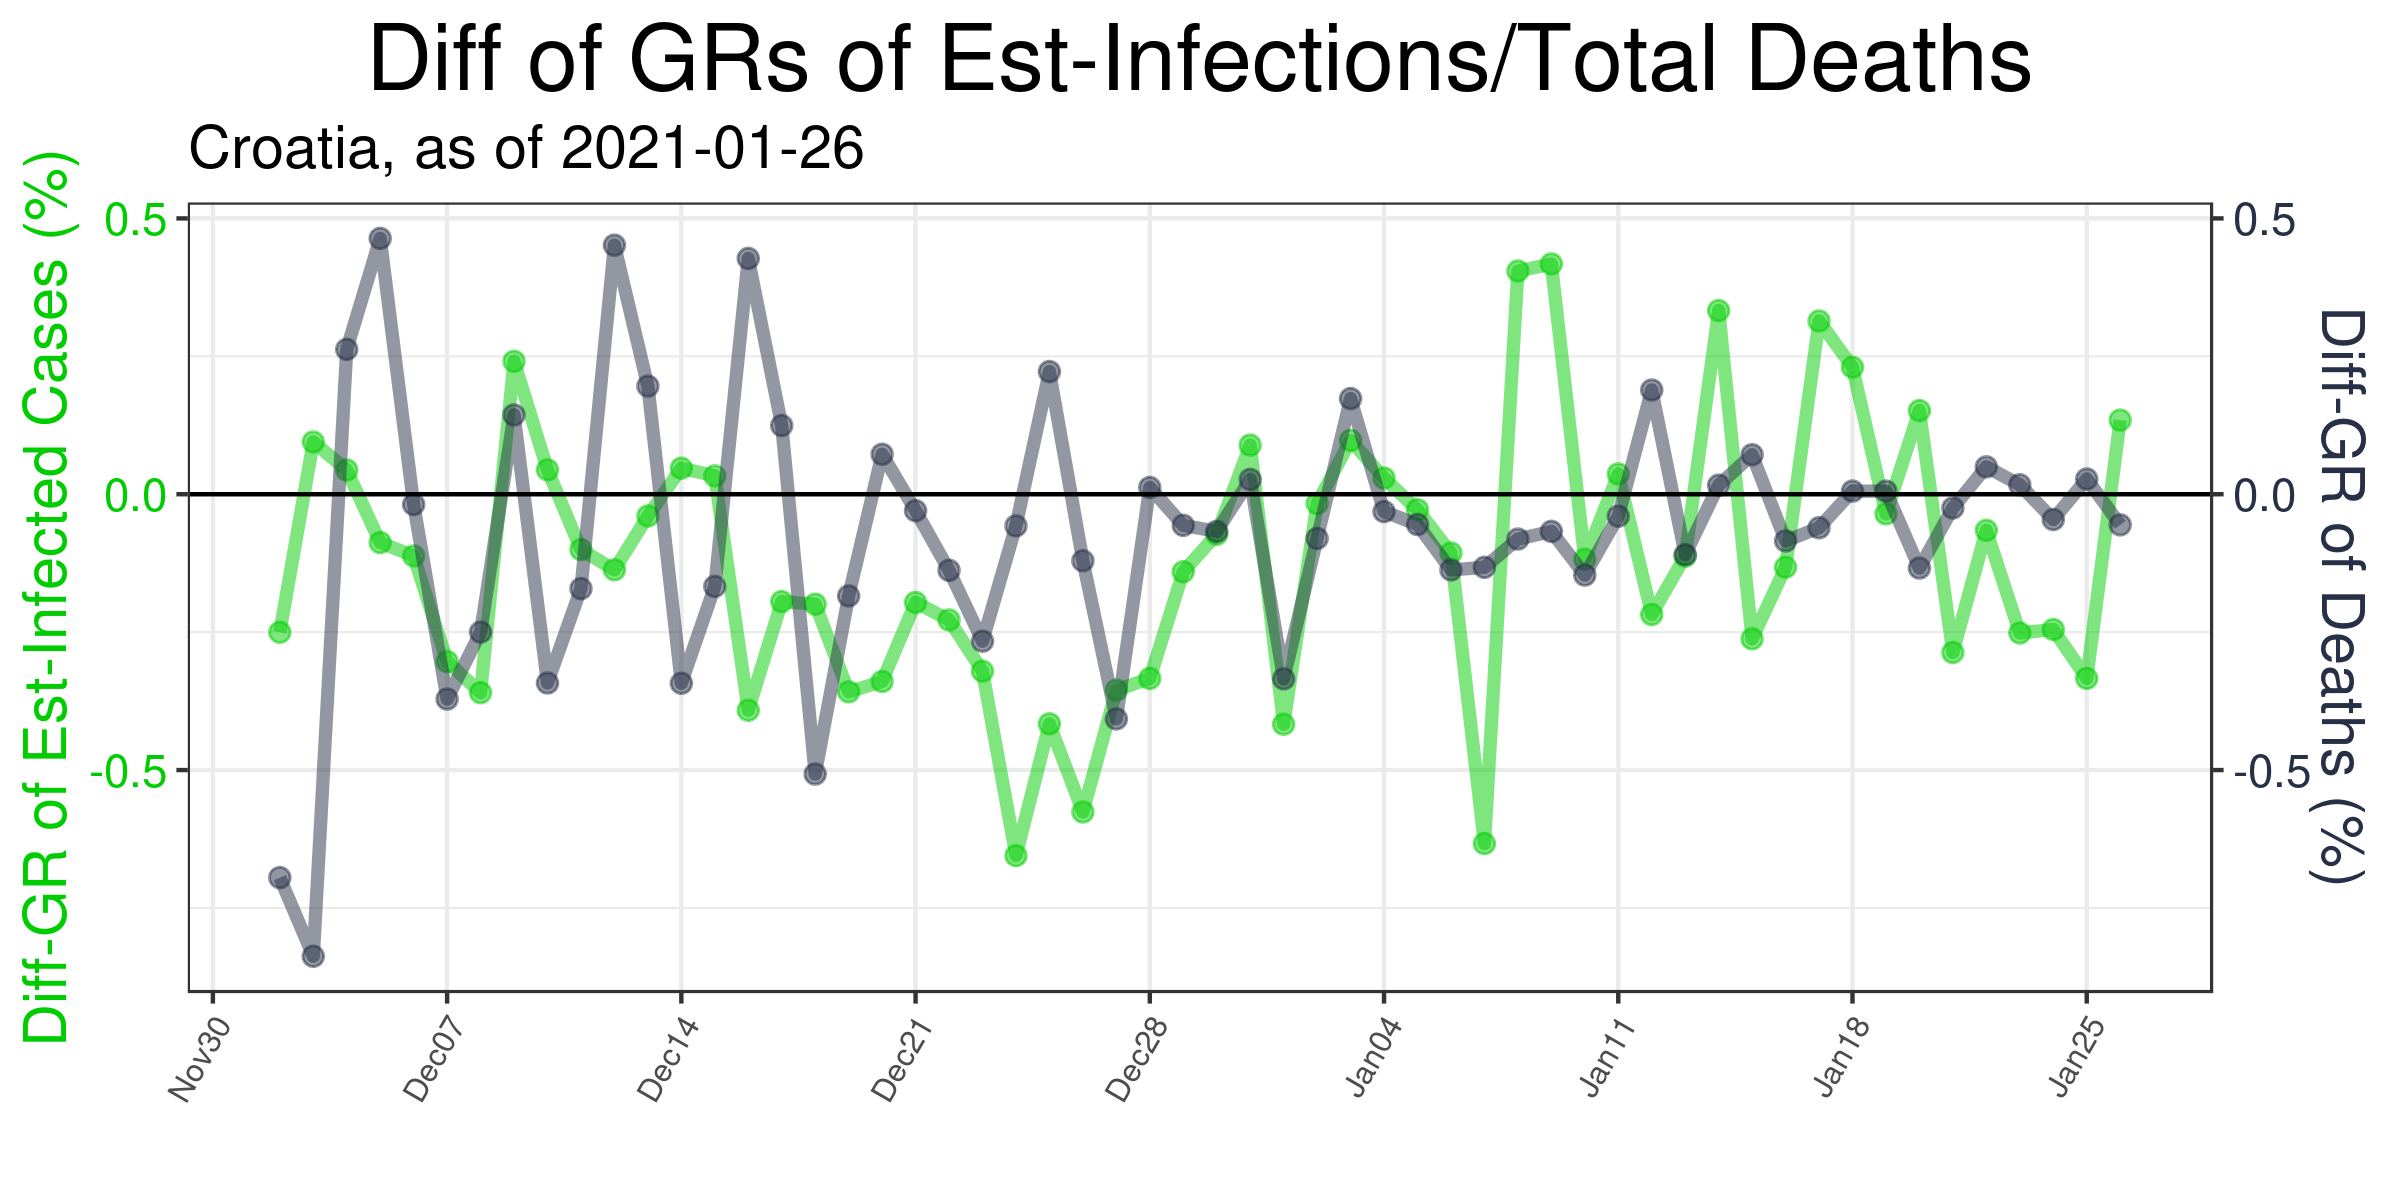 Diff of GRs of Est-Infections/Total Deaths
Croatia, as of 2021-01-26
Diff-GR of Est-Infected Cases (%)
0.5
0.0
-0.5
0.5
0.0
-0.5
Diff-GR of Deaths (%)
Nov30
Dec07
Dec14
Dec21
Dec28
Jan04
Jan11
Jan18
Jan25